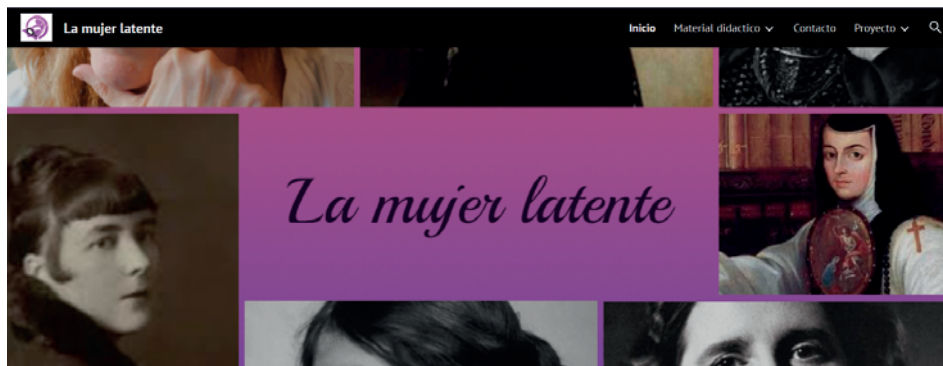 La mujer latente
Inicio
Material didactico
Contacto
Proyecto
La mujer latente